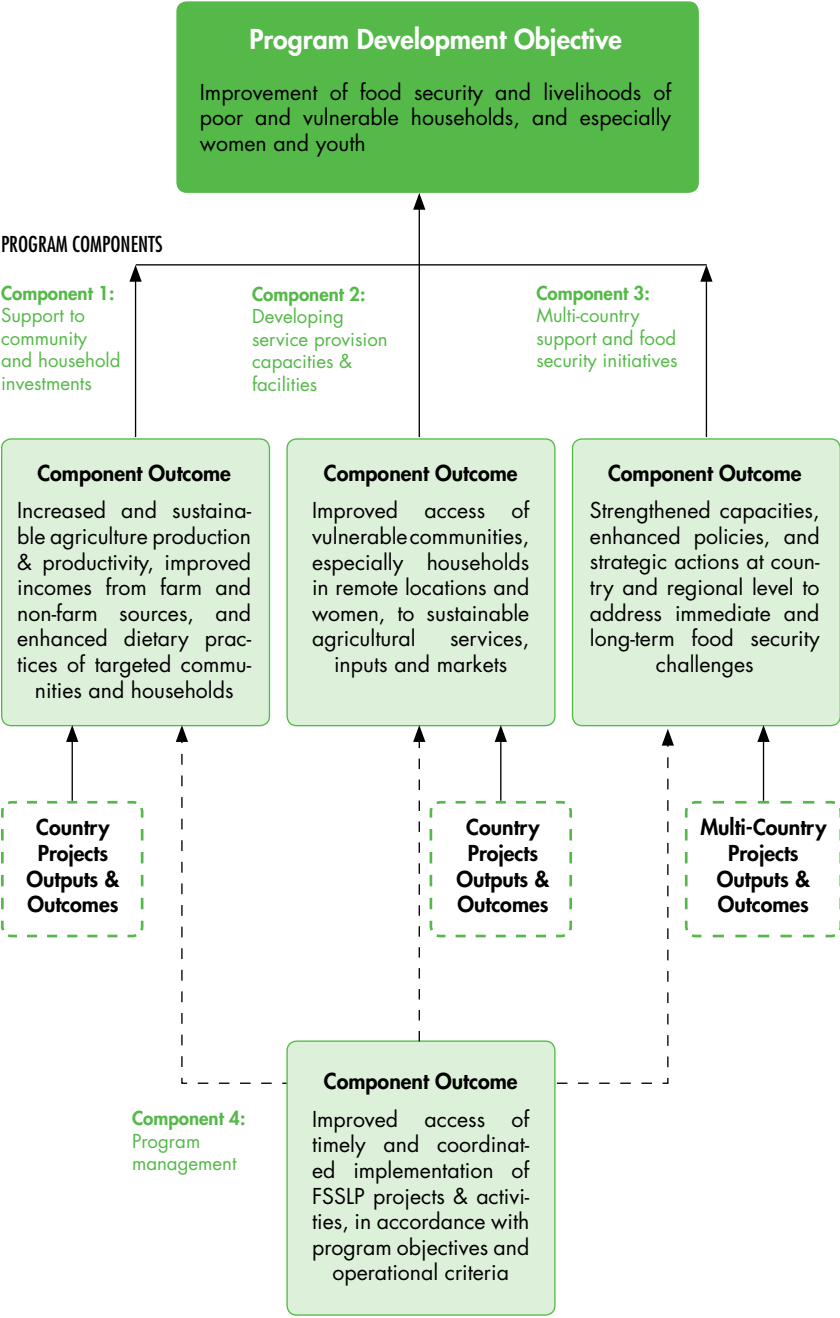 Program Development Objective
Improvement of food security and livelihoods of
poor and vulnerable households, and especially
women and youth
PROGRAM COMPONENTS
Component 1:
Support to
community
and household
investments
Component 2:
Developing
service provision
capacities &
facilities
Component 3:
Multi-country
support and food
security initiatives
Component Outcome
Increased and sustaina-
ble agriculture production
& productivity, improved
incomes from farm and
non-farm sources, and
enhanced dietary prac-
tices of targeted commu-
nities and households
Component Outcome
Improved access of
vulnerable communities,
especially households
in remote locations and
women, to sustainable
agricultural services,
inputs and markets
Component Outcome
Strengthened capacities,
enhanced policies, and
strategic actions at coun-
try and regional level to
address immediate and
long-term food security
challenges
Country
Projects
Outputs &
Outcomes
Country
Projects
Outputs &
Outcomes
Multi-Country
Projects
Outputs &
Outcomes
Component 4:
Program
management
Component Outcome
Improved access of
timely and coordinat-
ed implementation of
FSSLP projects & activi-
ties, in accordance with
program objectives and
operational criteria